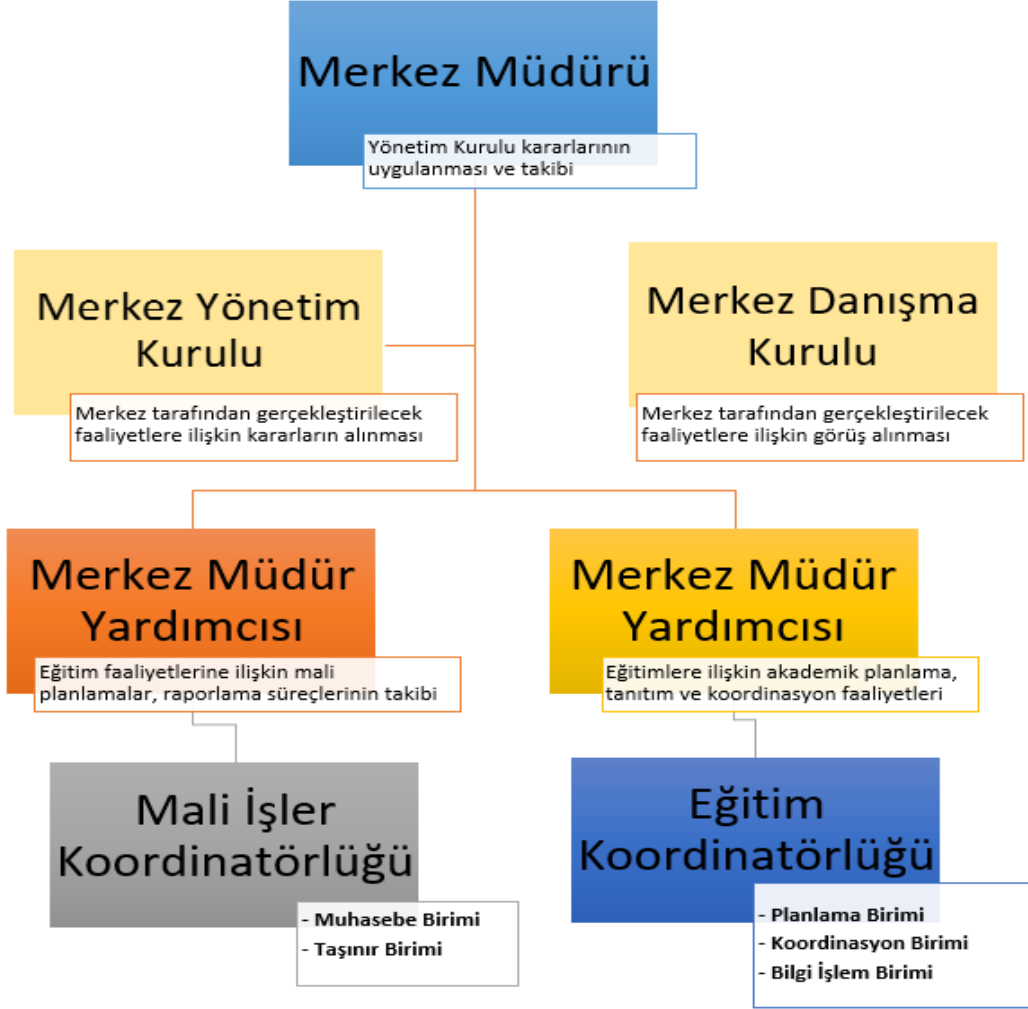 Merkez Müdürü
Yönetim Kurulu kararlarının
uygulanması ve takibi
Merkez Yönetim
Kurulu
Merkez tarafından gerçekleştirilecek
faaliyetlere ilişkin kararların alınması
Merkez Danışma
Kurulu
Merkez tarafından gerçekleştirilecek
faaliyetlere ilişkin görüş alınması
Merkez Müdür
Yardımcısı
Eğitim faaliyetlerine ilişkin mali
planlamalar, raporlama süreçlerinin takibi
Merkez Müdür
Yardımcısı
Eğitimlere ilişkin akademik planlama,
tanıtım ve koordinasyon faaliyetleri
Mali İşler
Koordinatörlüğü
- Muhasebe Birimi
- Taşınır Birimi
Eğitim
Koordinatörlüğü
- Planlama Birimi
- Koordinasyon Birimi
- Bilgi İşlem Birimi